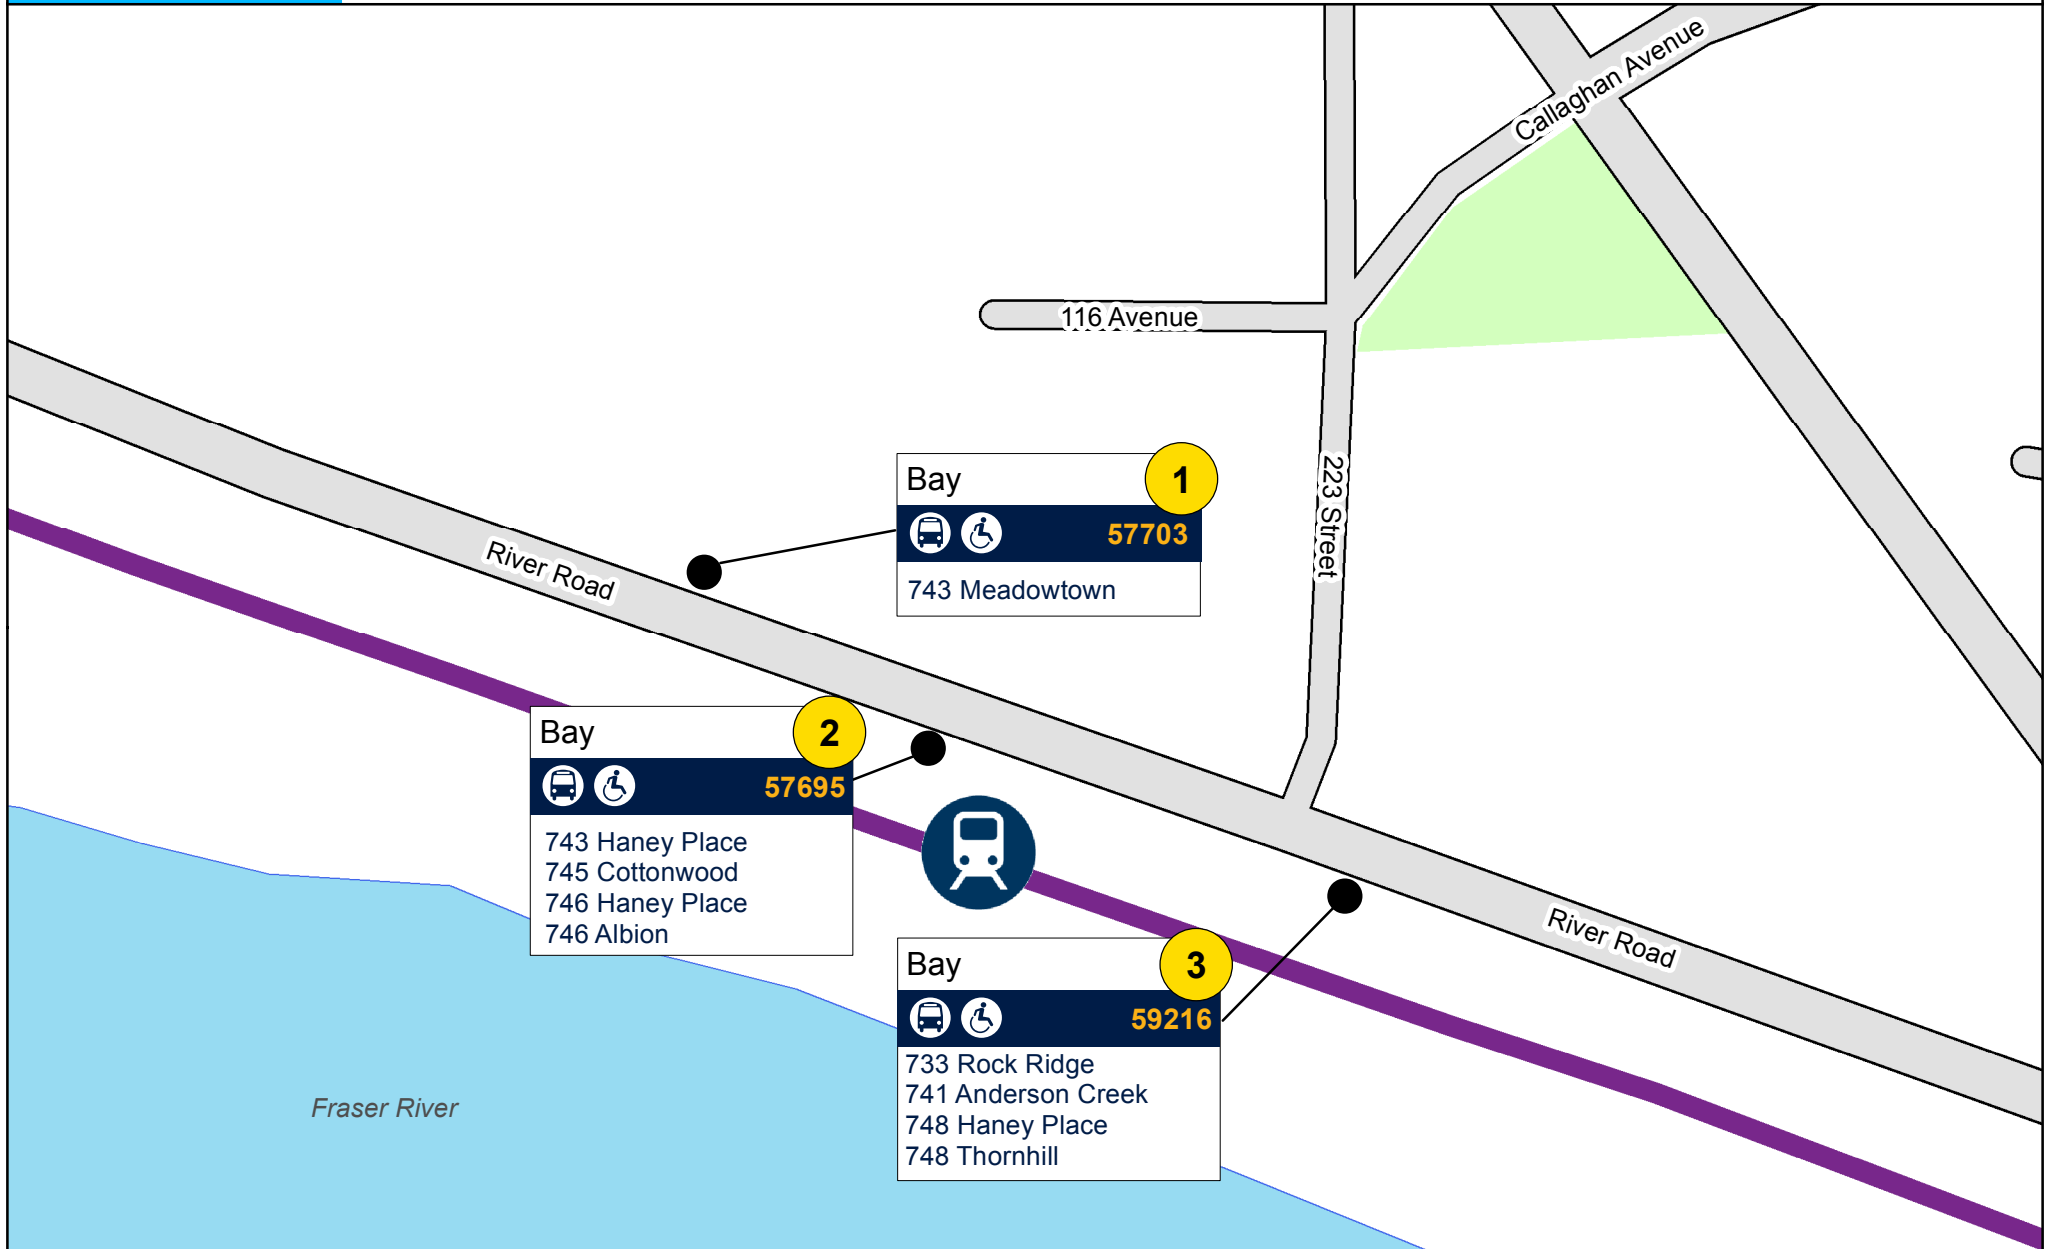 Callaghan Avenue
116 Avenue
223 Street
Bay
1
57703
743 Meadowtown
River Road
Bay
2
57695
743 Haney Place
745 Cottonwood
746 Haney Place
746 Albion
River Road
Bay
3
59216
733 Rock Ridge
741 Anderson Creek
748 Haney Place
748 Thornhill
Fraser River